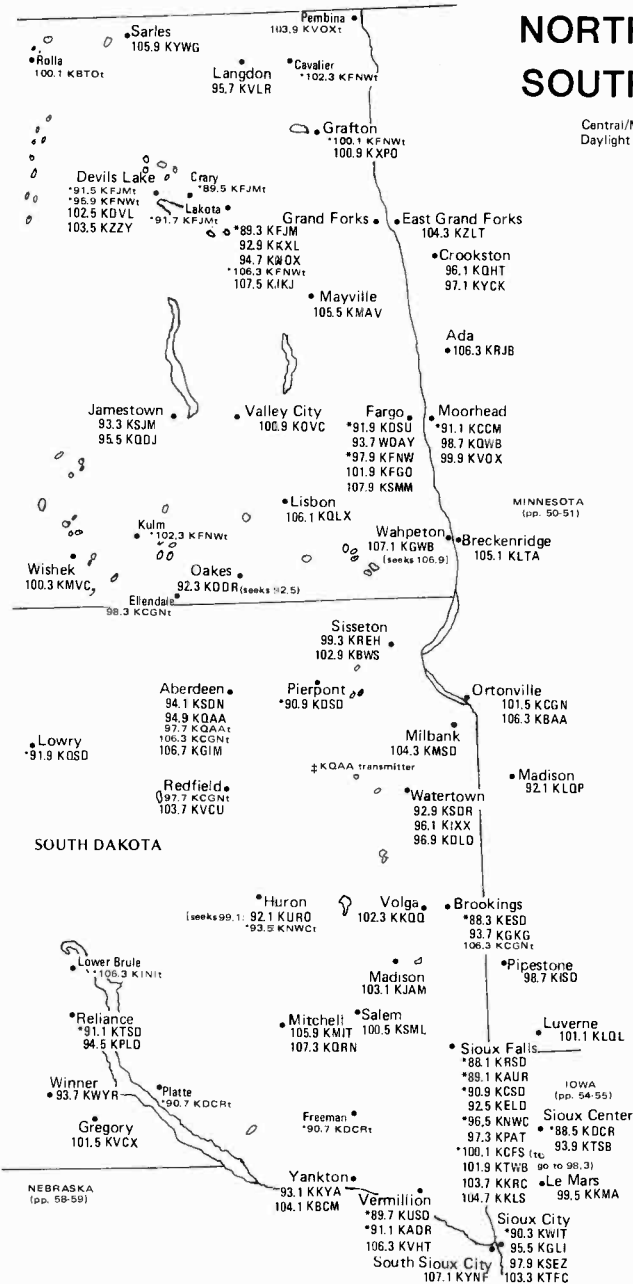 NORTH
SOUTH
Central/M
Daylight
Pembina
103.9 KVOXt
Sarles
105.9 KYWG
Rolla
100.1 KBTOt
Langdon
95.7 KVLR
Cavalier
*102.3 KFNWt
Grafton
*100.1 KFNWt
100.9 KXPO
Devils Lake
*91.5 KFJMt
*96.9 KFNWt
102.5 KDVL
103.5 KZZY
Crary
*89.5 KFJMt
Lakota
*91.7 KFJMt
Grand Forks
*89.3 KFJM
92.9 KKXL
94.7 KNOX
*106.3 KFNWt
107.5 KJKJ
East Grand Forks
104.3 KZLT
Crookston
96.1 KQHT
97.1 KYCK
Mayville
105.5 KMAV
Ada
106.3 KRJB
Jamestown
93.3 KSJM
95.5 KQDJ
Valley City
100.9 KOVC
Fargo
*91.9 KDSU
93.7 WDAY
*97.9 KFNW
101.9 KFGO
107.9 KSMM
Moorhead
*91.1 KCCM
98.7 KQWB
99.9 KVOX
Lisbon
106.1 KQLX
MINNESOTA
(pp. 50-51)
Kulm
*102.3 KFNWt
Wahpeton
107.1 KGWB
[seeks 106.9]
Breckenridge
105.1 KLTA
Wishek
100.3 KMVC
Oakes
92.3 KDDR (seeks 92.5)
Ellendale
98.3 KCGNt
Sisseton
99.3 KREH
102.9 KBWS
Aberdeen
94.1 KSDN
94.9 KQAA
97.7 KQAAt
106.3 KCGNt
106.7 KGIM
Pierpont
*90.9 KDSD
Ortonville
101.5 KCGN
106.3 KBAA
Milbank
104.3 KMSD
Lowry
*91.9 KQSD
‡ KQAA transmitter
Madison
92.1 KLQP
Redfield
97.7 KCGNt
103.7 KVCU
Watertown
92.9 KSDR
96.1 KIXX
96.9 KDLO
SOUTH DAKOTA
Huron
[seeks 99.1] 92.1 KURO
*93.5 KNWCt
Volga
102.3 KKQQ
Brookings
*88.3 KESD
93.7 KGKG
106.3 KCGNt
Lower Brule
*106.3 KINIt
Madison
103.1 KJAM
Pipestone
98.7 KISD
Reliance
*91.1 KTSD
94.5 KPLO
Mitchell
105.9 KMIT
107.3 KQRN
Salem
100.5 KSML
Luverne
101.1 KLQL
Sioux Falls
*88.1 KRSD
*89.1 KAUR
*90.9 KCSD
92.5 KELO
*96.5 KNWC
97.3 KPAT
*100.1 KCFS (to
101.9 KTWB go to 98.3)
103.7 KKRC
104.7 KKLS
IOWA
(pp. 54-55)
Sioux Center
*88.5 KDCR
93.9 KTSB
Le Mars
99.5 KKMA
Winner
93.7 KWYR
Platte
*90.7 KDCRt
Freeman
*90.7 KDCRt
Gregory
101.5 KVCX
NEBRASKA
(pp. 58-59)
Yankton
93.1 KKYA
104.1 KBCM
Vermillion
*89.7 KUSD
*91.1 KAOR
106.3 KVHT
Sioux City
*90.3 KWIT
95.5 KGLI
97.9 KSEZ
103.3 KTFC
South Sioux City
107.1 KYNF